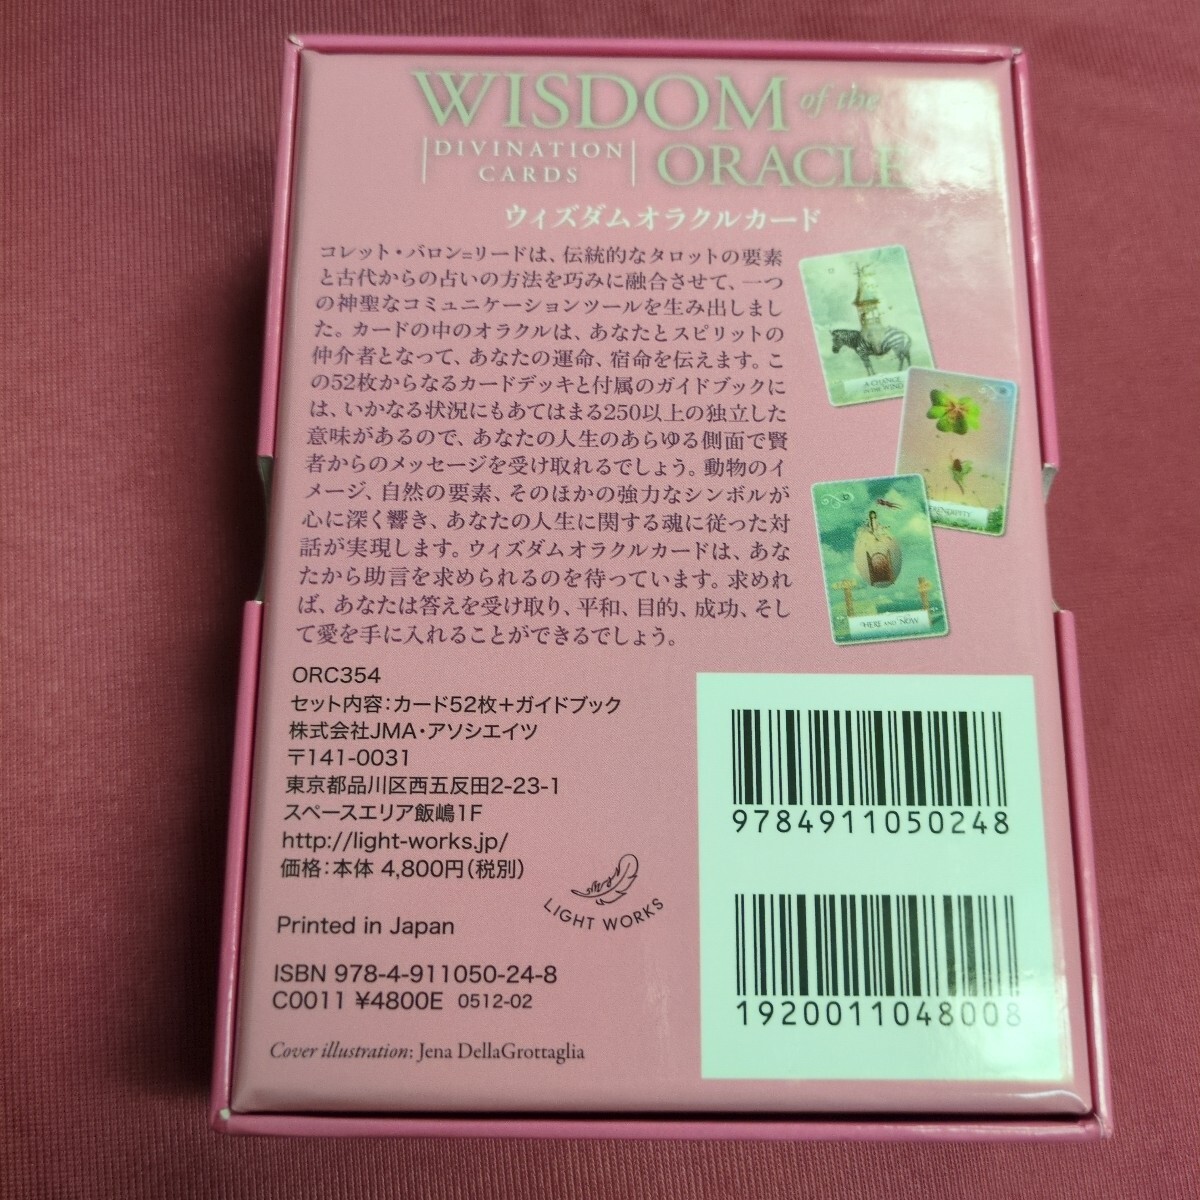 WISDOM of the
DIVINATION CARDS
ORACLE
ウィズダムオラクルカード
コレット・バロン=リードは、伝統的なタロットの要素
と古代からの占いの方法を巧みに融合させて、一つ
の神聖なコミュニケーションツールを生み出しまし
た。カードの中のオラクルは、あなたとスピリットの
仲介者となって、あなたの運命、宿命を伝えます。こ
の52枚からなるカードデッキと付属のガイドブックに
は、いかなる状況にもあてはまる250以上の独立した
意味があるので、あなたの人生のあらゆる側面で賢
者からのメッセージを受け取れるでしょう。動物のイ
メージ、自然の要素、そのほかの強力なシンボルが
心に深く響き、あなたの人生に関する魂に従った対
話が実現します。ウィズダムオラクルカードは、あな
たから助言を求められるのを待っています。求めれ
ば、あなたは答えを受け取り、平和、目的、成功、そし
て愛を手に入れることができるでしょう。
A CHANGE
IN THE WIND
ERENDIPITY
HERE AND NOW
ORC354
セット内容:カード52枚+ガイドブック
株式会社JMA・アソシエイツ
〒141-0031
東京都品川区西五反田2-23-1
スペースエリア飯嶋1F
http://light-works.jp/
価格:本体 4,800円(税別)
LIGHT WORKS
Printed in Japan
ISBN 978-4-911050-24-8
C0011 ¥4800E 0512-02
Cover illustration: Jena DellaGrottaglia
9784911050248
1920011048008